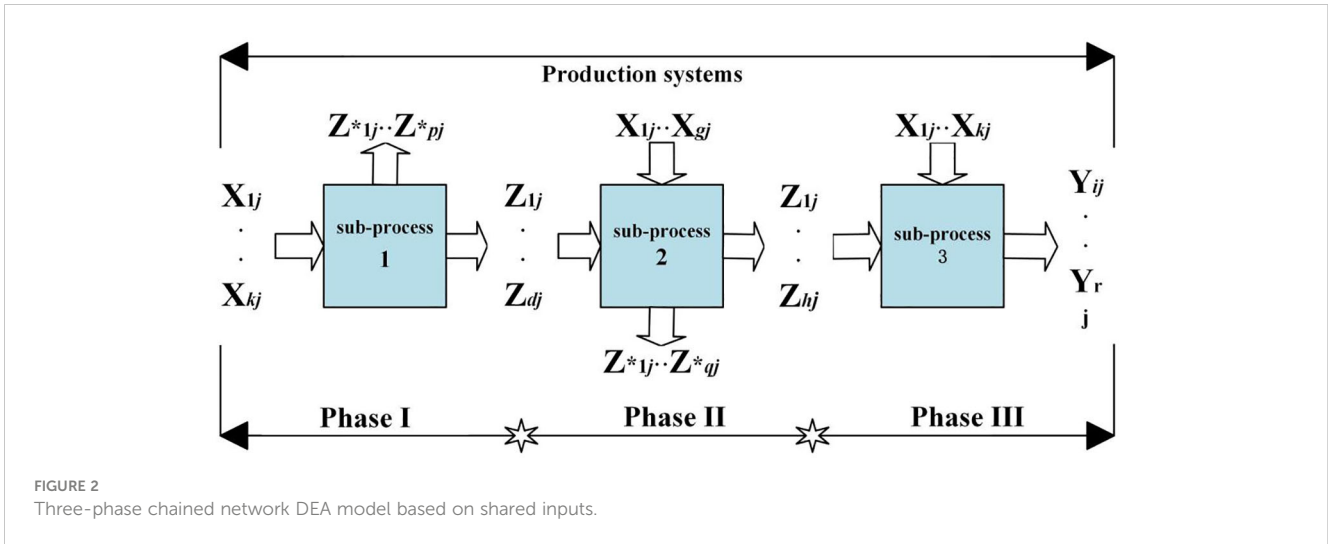 Production systems
Z*1j··Z*pj
X1j··Xgj
X1j··Xkj
X1j
.
.
Xkj
sub-process
1
Z1j
.
.
Zdj
sub-process
2
Z1j
.
.
Zhj
sub-process
3
Yij
.
.
Yr
j
Z*1j··Z*qj
Phase I
Phase II
Phase III
FIGURE 2
Three-phase chained network DEA model based on shared inputs.